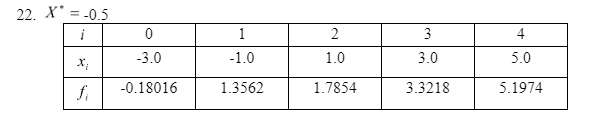 22. X* = -0.5
i 0 1 2 3 4
xᵢ -3.0 -1.0 1.0 3.0 5.0
fᵢ -0.18016 1.3562 1.7854 3.3218 5.1974